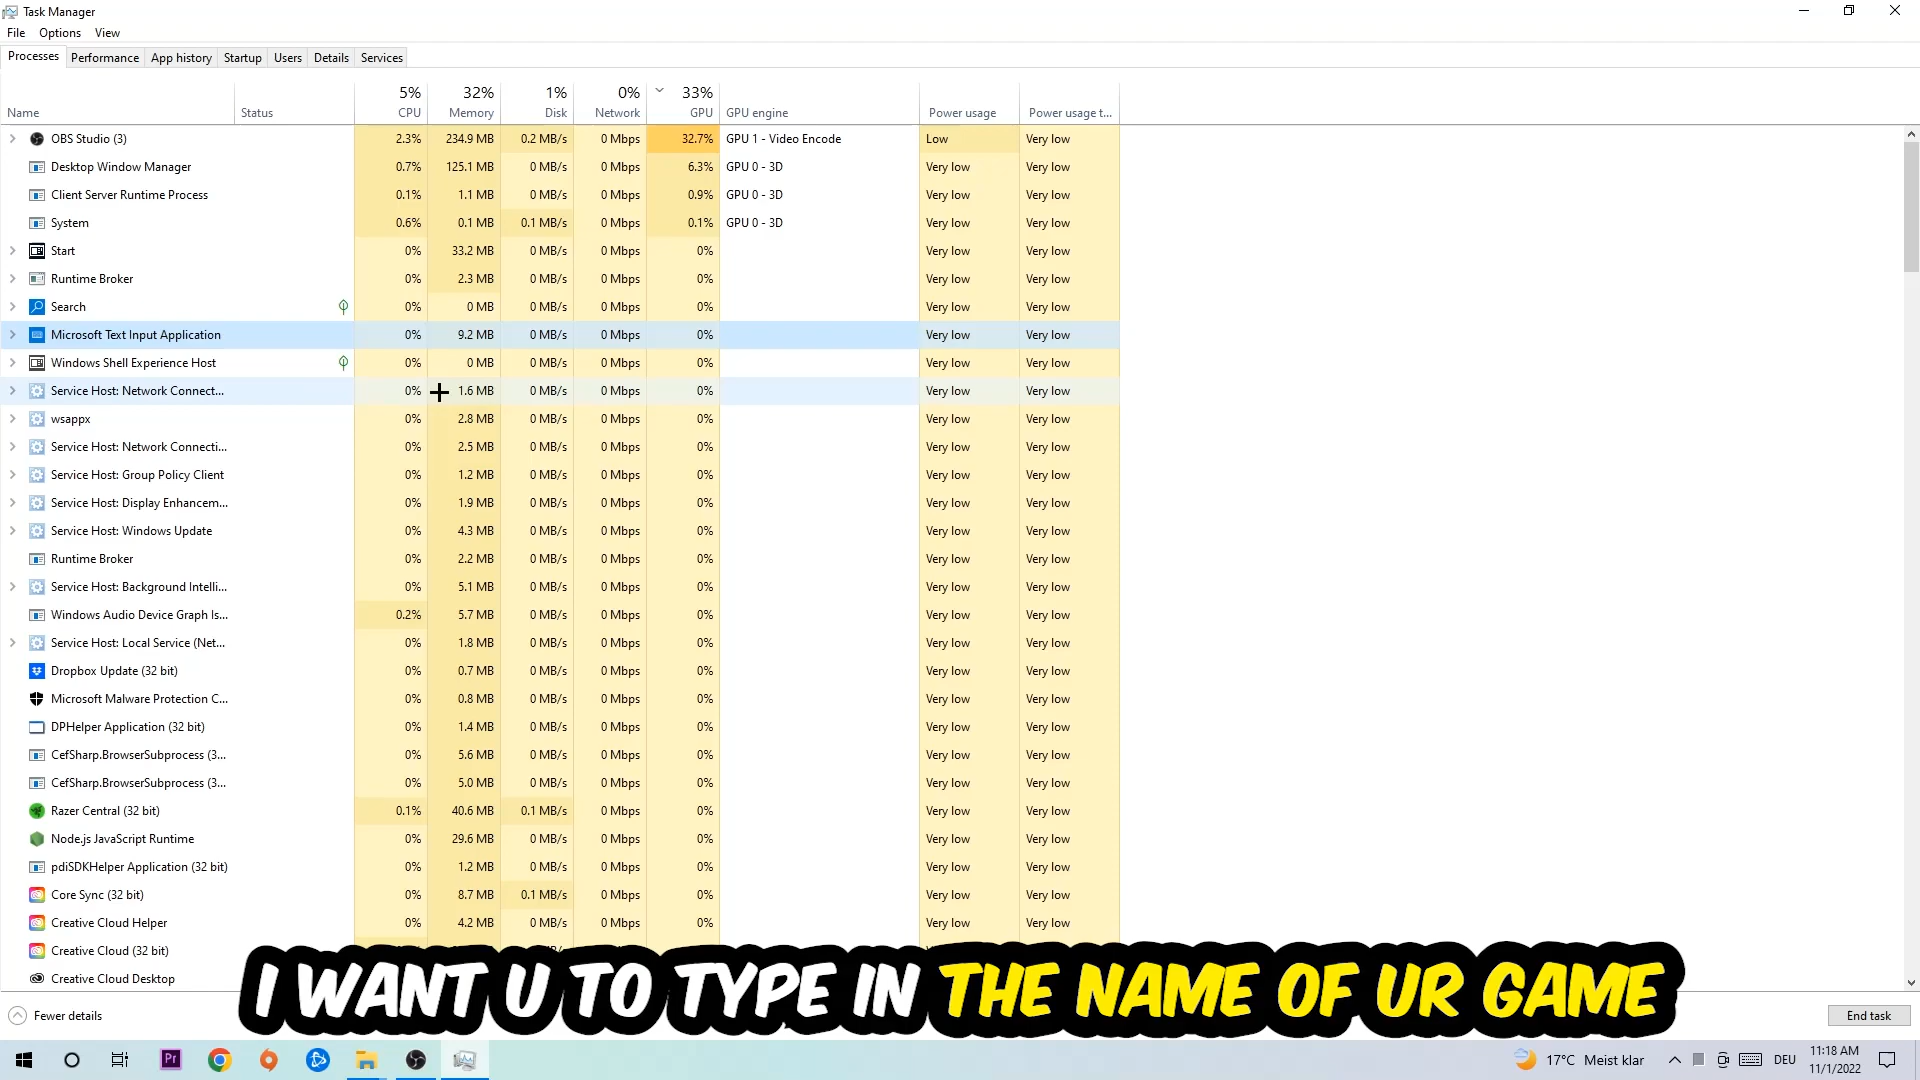 Task Manager
File Options View
Processes Performance App history Startup Users Details Services
5% 32% 1% 0% 33%
Name Status CPU Memory Disk Network GPU GPU engine Power usage Power usage t...
OBS Studio (3) 2.3% 234.9 MB 0.2 MB/s 0 Mbps 32.7% GPU 1 - Video Encode Low Very low
Desktop Window Manager 0.7% 125.1 MB 0 MB/s 0 Mbps 6.3% GPU 0 - 3D Very low Very low
Client Server Runtime Process 0.1% 1.1 MB 0 MB/s 0 Mbps 0.9% GPU 0 - 3D Very low Very low
System 0.6% 0.1 MB 0.1 MB/s 0 Mbps 0.1% GPU 0 - 3D Very low Very low
Start 0% 33.2 MB 0 MB/s 0 Mbps 0% Very low Very low
Runtime Broker 0% 2.3 MB 0 MB/s 0 Mbps 0% Very low Very low
Search 0% 0 MB 0 MB/s 0 Mbps 0% Very low Very low
Microsoft Text Input Application 0% 9.2 MB 0 MB/s 0 Mbps 0% Very low Very low
Windows Shell Experience Host 0% 0 MB 0 MB/s 0 Mbps 0% Very low Very low
Service Host: Network Connect... 0% 1.6 MB 0 MB/s 0 Mbps 0% Very low Very low
wsappx 0% 2.8 MB 0 MB/s 0 Mbps 0% Very low Very low
Service Host: Network Connecti... 0% 2.5 MB 0 MB/s 0 Mbps 0% Very low Very low
Service Host: Group Policy Client 0% 1.2 MB 0 MB/s 0 Mbps 0% Very low Very low
Service Host: Display Enhancem... 0% 1.9 MB 0 MB/s 0 Mbps 0% Very low Very low
Service Host: Windows Update 0% 4.3 MB 0 MB/s 0 Mbps 0% Very low Very low
Runtime Broker 0% 2.2 MB 0 MB/s 0 Mbps 0% Very low Very low
Service Host: Background Intelli... 0% 5.1 MB 0 MB/s 0 Mbps 0% Very low Very low
Windows Audio Device Graph Is... 0.2% 5.7 MB 0 MB/s 0 Mbps 0% Very low Very low
Service Host: Local Service (Net... 0% 1.8 MB 0 MB/s 0 Mbps 0% Very low Very low
Dropbox Update (32 bit) 0% 0.7 MB 0 MB/s 0 Mbps 0% Very low Very low
Microsoft Malware Protection C... 0% 0.8 MB 0 MB/s 0 Mbps 0% Very low Very low
DPHelper Application (32 bit) 0% 1.4 MB 0 MB/s 0 Mbps 0% Very low Very low
CefSharp.BrowserSubprocess (3... 0% 5.6 MB 0 MB/s 0 Mbps 0% Very low Very low
CefSharp.BrowserSubprocess (3... 0% 5.0 MB 0 MB/s 0 Mbps 0% Very low Very low
Razer Central (32 bit) 0.1% 40.6 MB 0.1 MB/s 0 Mbps 0% Very low Very low
Node.js JavaScript Runtime 0% 29.6 MB 0 MB/s 0 Mbps 0% Very low Very low
pdiSDKHelper Application (32 bit) 0% 1.2 MB 0 MB/s 0 Mbps 0% Very low Very low
Core Sync (32 bit) 0% 8.7 MB 0.1 MB/s 0 Mbps 0% Very low Very low
Creative Cloud Helper 0% 4.2 MB 0 MB/s 0 Mbps 0% Very low Very low
Creative Cloud (32 bit)
Creative Cloud Desktop
I WANT U TO TYPE IN THE NAME OF UR GAME
Fewer details End task
Pr 17°C Meist klar DEU 11:18 AM
11/1/2022